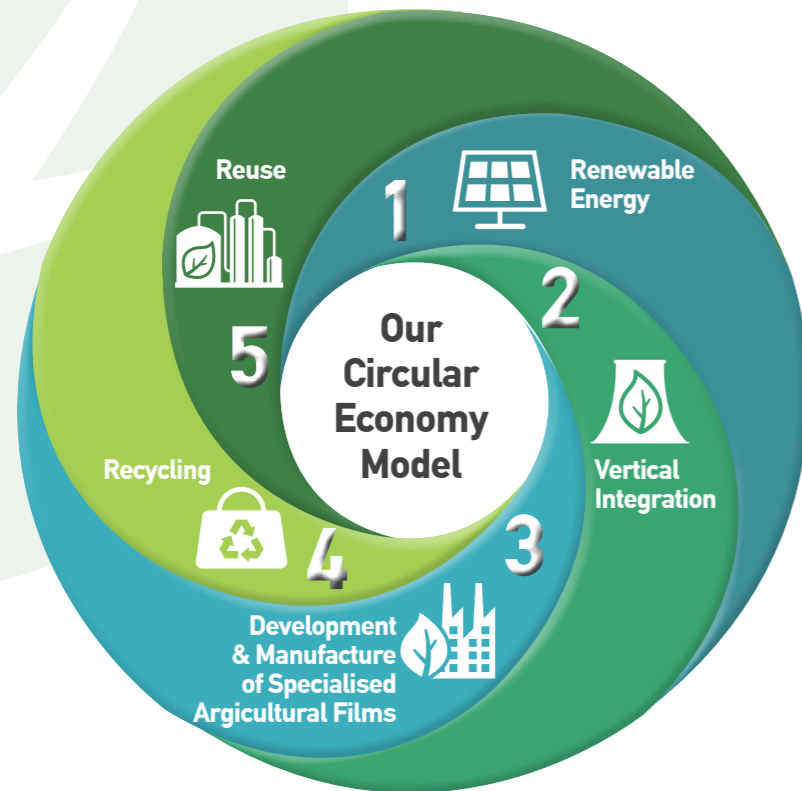 Our
Circular
Economy
Model
1
Renewable
Energy
2
Vertical
Integration
3
Development
& Manufacture
of Specialised
Argicultural Films
4
Recycling
5
Reuse